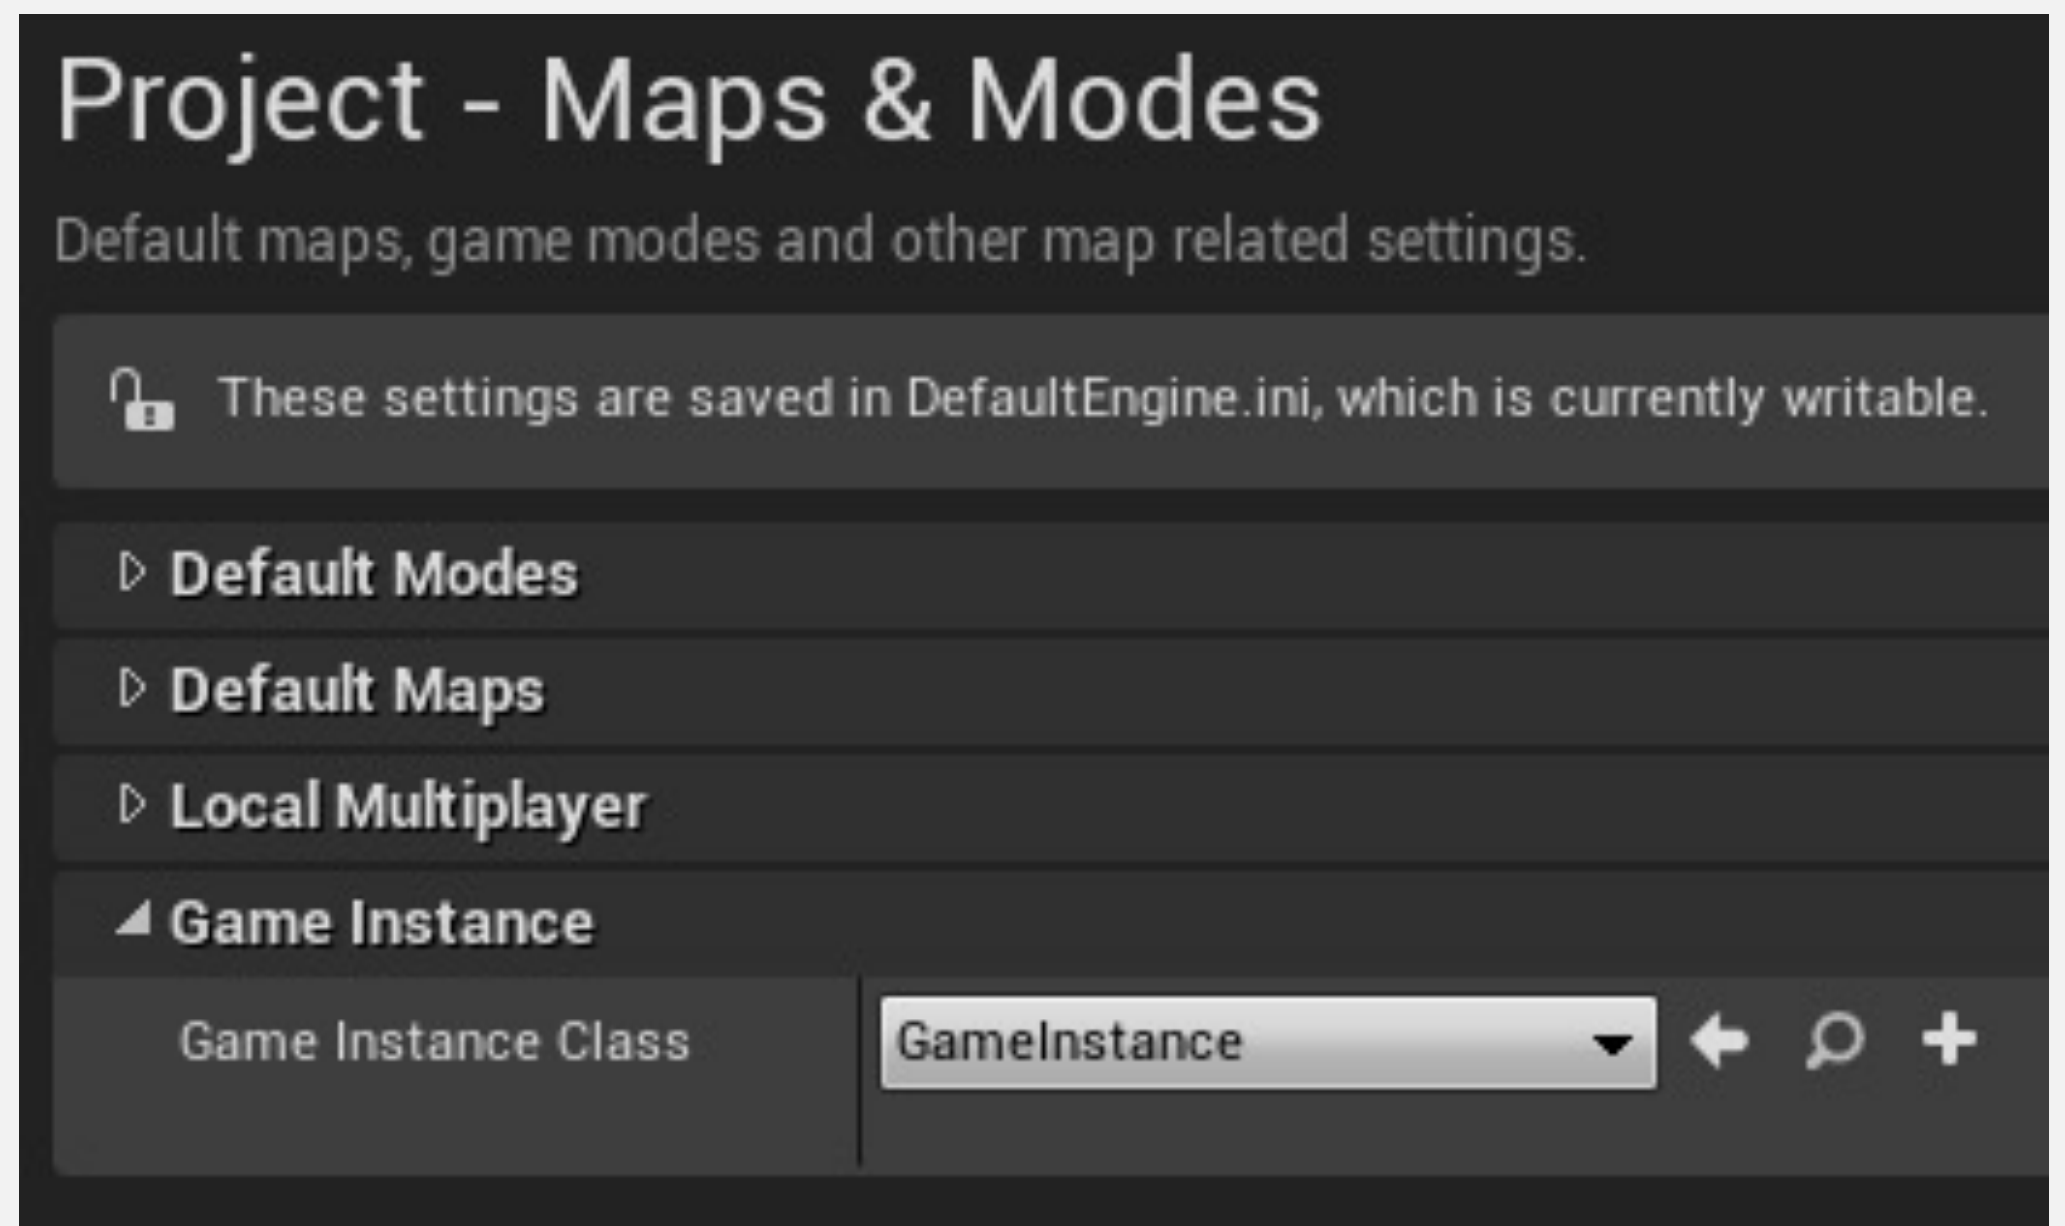 Project - Maps & Modes
Default maps, game modes and other map related settings.
These settings are saved in DefaultEngine.ini, which is currently writable.
Default Modes
Default Maps
Local Multiplayer
Game Instance
Game Instance Class GameInstance